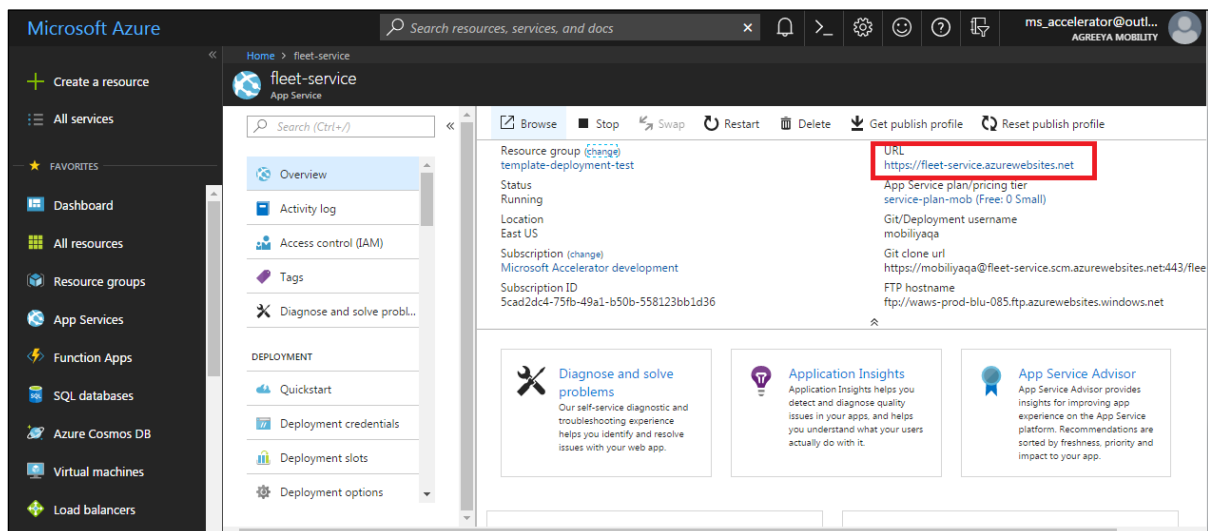 Microsoft Azure
Search resources, services, and docs
ms_accelerator@outl...
AGREEYA MOBILITY
Create a resource
All services
FAVORITES
Dashboard
All resources
Resource groups
App Services
Function Apps
SQL databases
Azure Cosmos DB
Virtual machines
Load balancers
Home > fleet-service
fleet-service
App Service
Search (Ctrl+/)
Overview
Activity log
Access control (IAM)
Tags
Diagnose and solve probl...
DEPLOYMENT
Quickstart
Deployment credentials
Deployment slots
Deployment options
Browse Stop Swap Restart Delete Get publish profile Reset publish profile
Resource group (change)
template-deployment-test
Status
Running
Location
East US
Subscription (change)
Microsoft Accelerator development
Subscription ID
5cad2dc4-75fb-49a1-b50b-558123bb1d36
URL
https://fleet-service.azurewebsites.net
App Service plan/pricing tier
service-plan-mob (Free: 0 Small)
Git/Deployment username
mobiliyaqa
Git clone url
https://mobiliyaqa@fleet-service.scm.azurewebsites.net:443/flee
FTP hostname
ftp://waws-prod-blu-085.ftp.azurewebsites.windows.net
Diagnose and solve
problems
Our self-service diagnostic and
troubleshooting experience
helps you identify and resolve
issues with your web app.
Application Insights
Application Insights helps you
detect and diagnose quality
issues in your apps, and helps
you understand what your users
actually do with it.
App Service Advisor
App Service Advisor provides
insights for improving app
experience on the App Service
platform. Recommendations are
sorted by freshness, priority and
impact to your app.